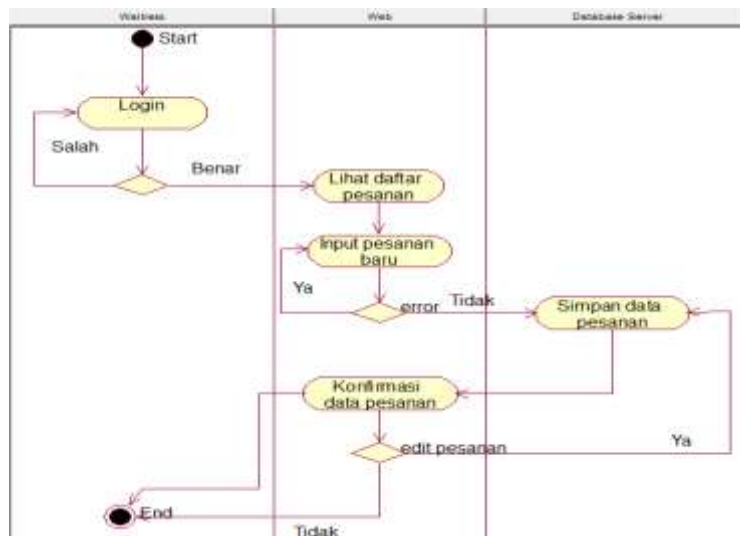 Waitress
Web
Database Server
Start
Login
Salah
Benar
Lihat daftar
pesanan
Input pesanan
baru
Ya
error
Tidak
Simpan data
pesanan
Konfirmasi
data pesanan
edit pesanan
Ya
End
Tidak